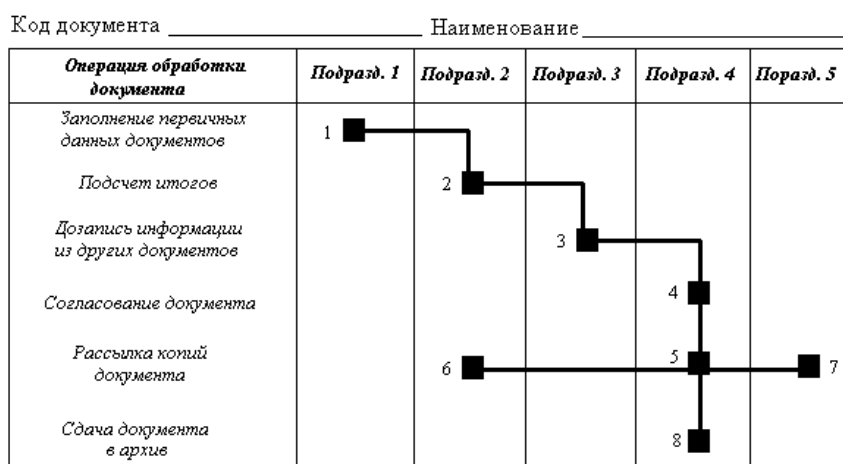 Код документа Наименование
Операция обработки документа Подразд. 1 Подразд. 2 Подразд. 3 Подразд. 4 Поразд. 5
Заполнение первичных
данных документов
1
Подсчет итогов
2
Дозапись информации
из других документов
3
Согласование документа
4
Рассылка копий
документа
6 5 7
Сдача документа
в архив
8